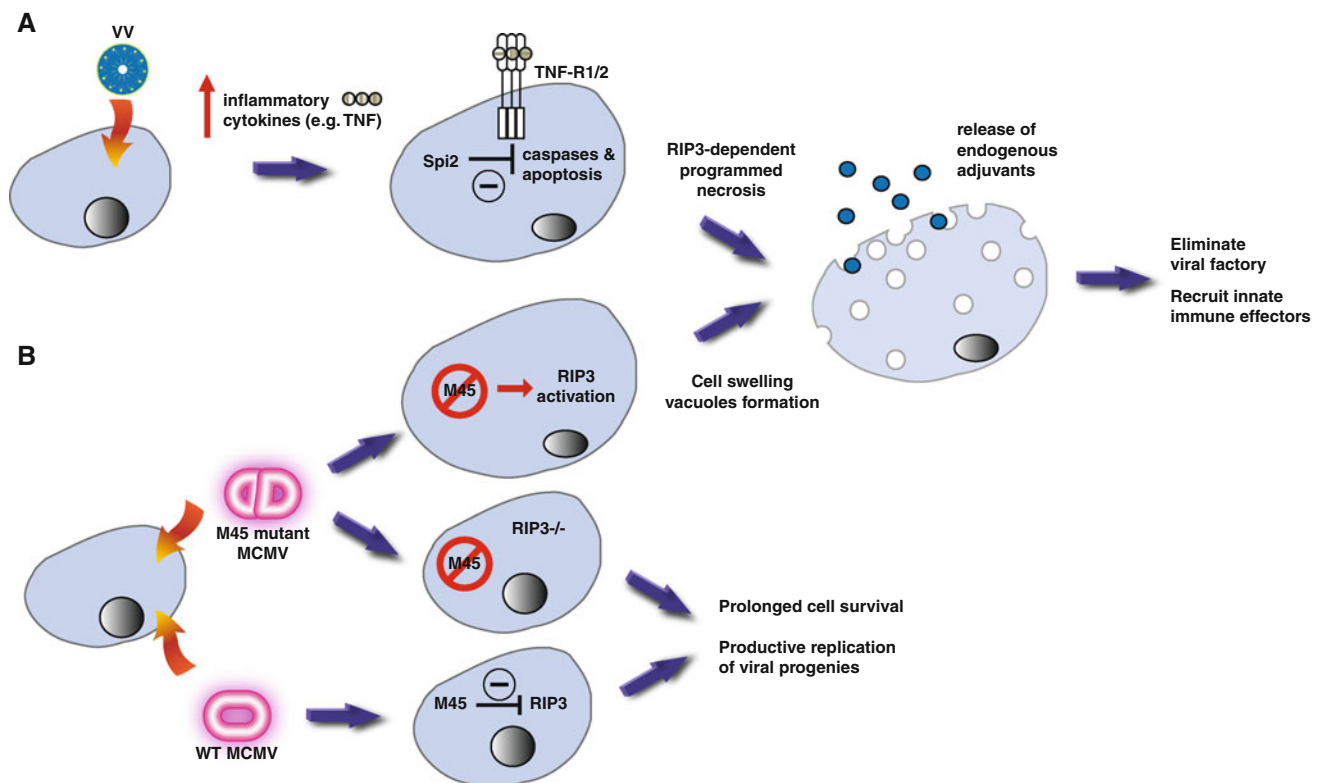 A
VV
inflammatory
cytokines (e.g. TNF)
TNF-R1/2
Spi2
caspases &
apoptosis
RIP3-dependent
programmed
necrosis
release of
endogenous
adjuvants
Eliminate
viral factory
Recruit innate
immune effectors
B
M45
RIP3
activation
Cell swelling
vacuoles formation
M45 mutant
MCMV
RIP3-/-
M45
Prolonged cell survival
Productive replication
of viral progenies
M45
RIP3
WT MCMV